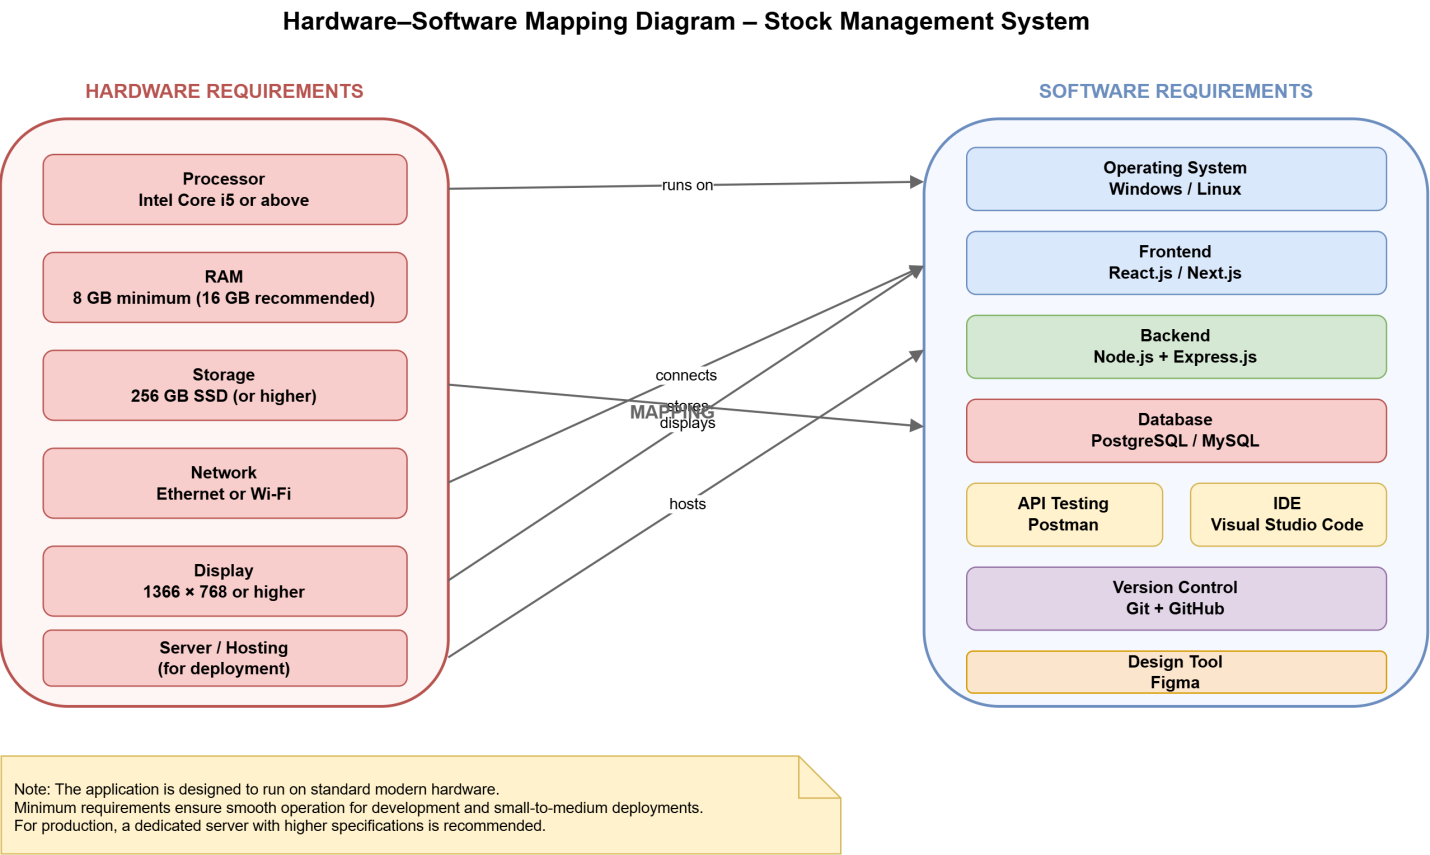 Hardware–Software Mapping Diagram – Stock Management System
HARDWARE REQUIREMENTS
Processor
Intel Core i5 or above
RAM
8 GB minimum (16 GB recommended)
Storage
256 GB SSD (or higher)
Network
Ethernet or Wi-Fi
Display
1366 × 768 or higher
Server / Hosting
(for deployment)
runs on
connects
stores
MAPPING
displays
hosts
SOFTWARE REQUIREMENTS
Operating System
Windows / Linux
Frontend
React.js / Next.js
Backend
Node.js + Express.js
Database
PostgreSQL / MySQL
API Testing
Postman
IDE
Visual Studio Code
Version Control
Git + GitHub
Design Tool
Figma
Note: The application is designed to run on standard modern hardware.
Minimum requirements ensure smooth operation for development and small-to-medium deployments.
For production, a dedicated server with higher specifications is recommended.